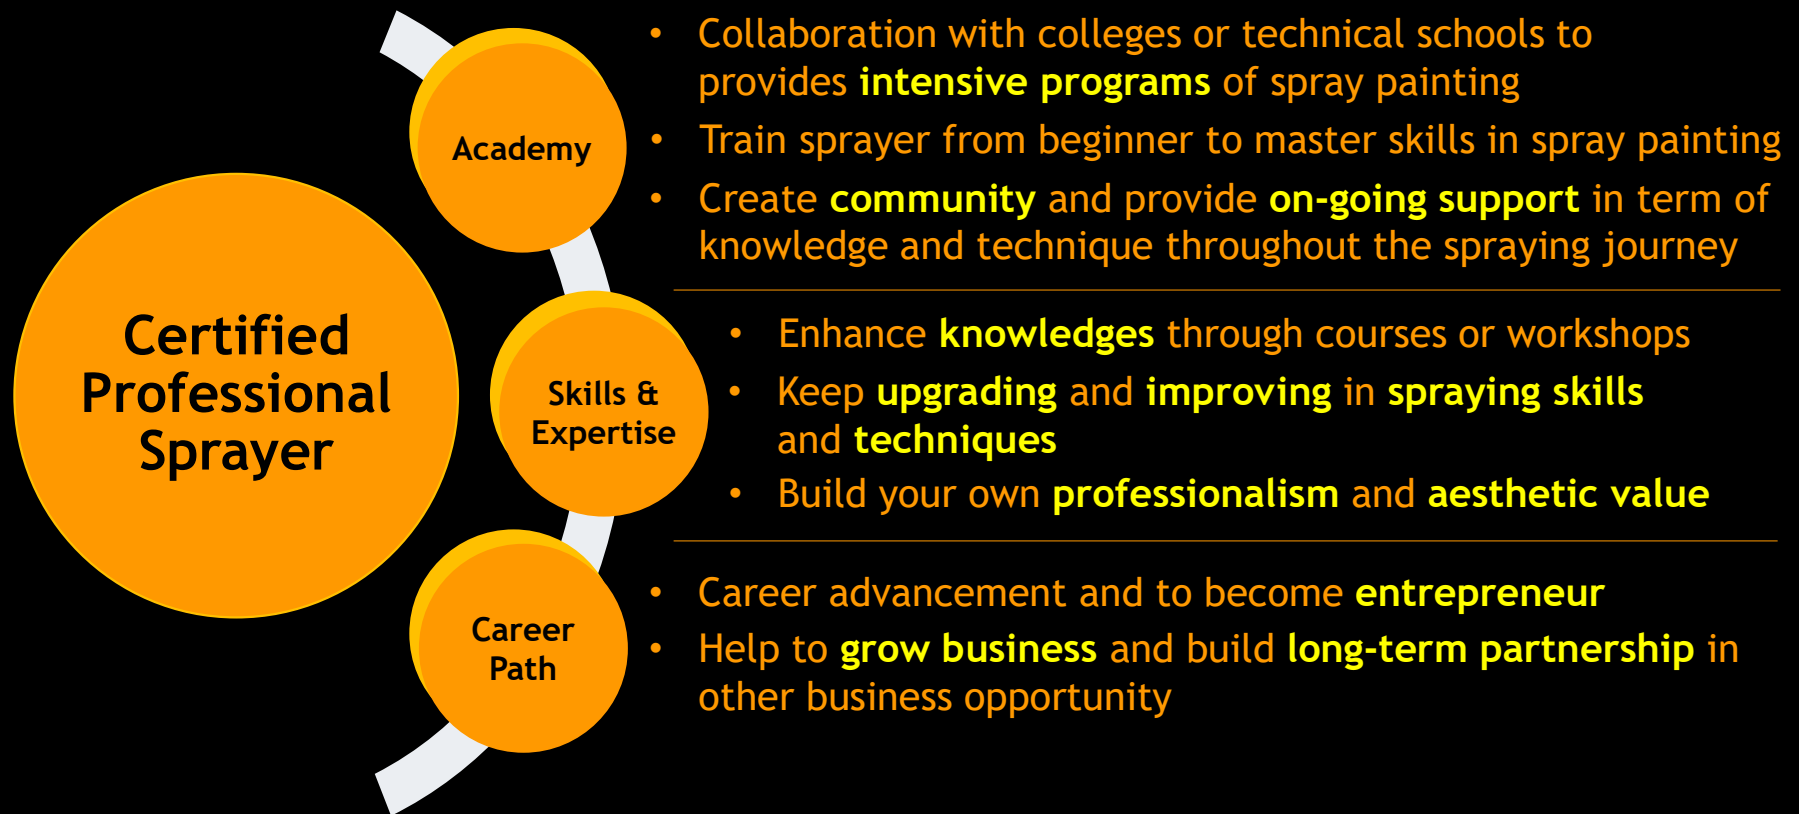 Certified
Professional
Sprayer
Academy
• Collaboration with colleges or technical schools to
provides intensive programs of spray painting
• Train sprayer from beginner to master skills in spray painting
• Create community and provide on-going support in term of
knowledge and technique throughout the spraying journey
Skills &
Expertise
• Enhance knowledges through courses or workshops
• Keep upgrading and improving in spraying skills
and techniques
• Build your own professionalism and aesthetic value
Career
Path
• Career advancement and to become entrepreneur
• Help to grow business and build long-term partnership in
other business opportunity